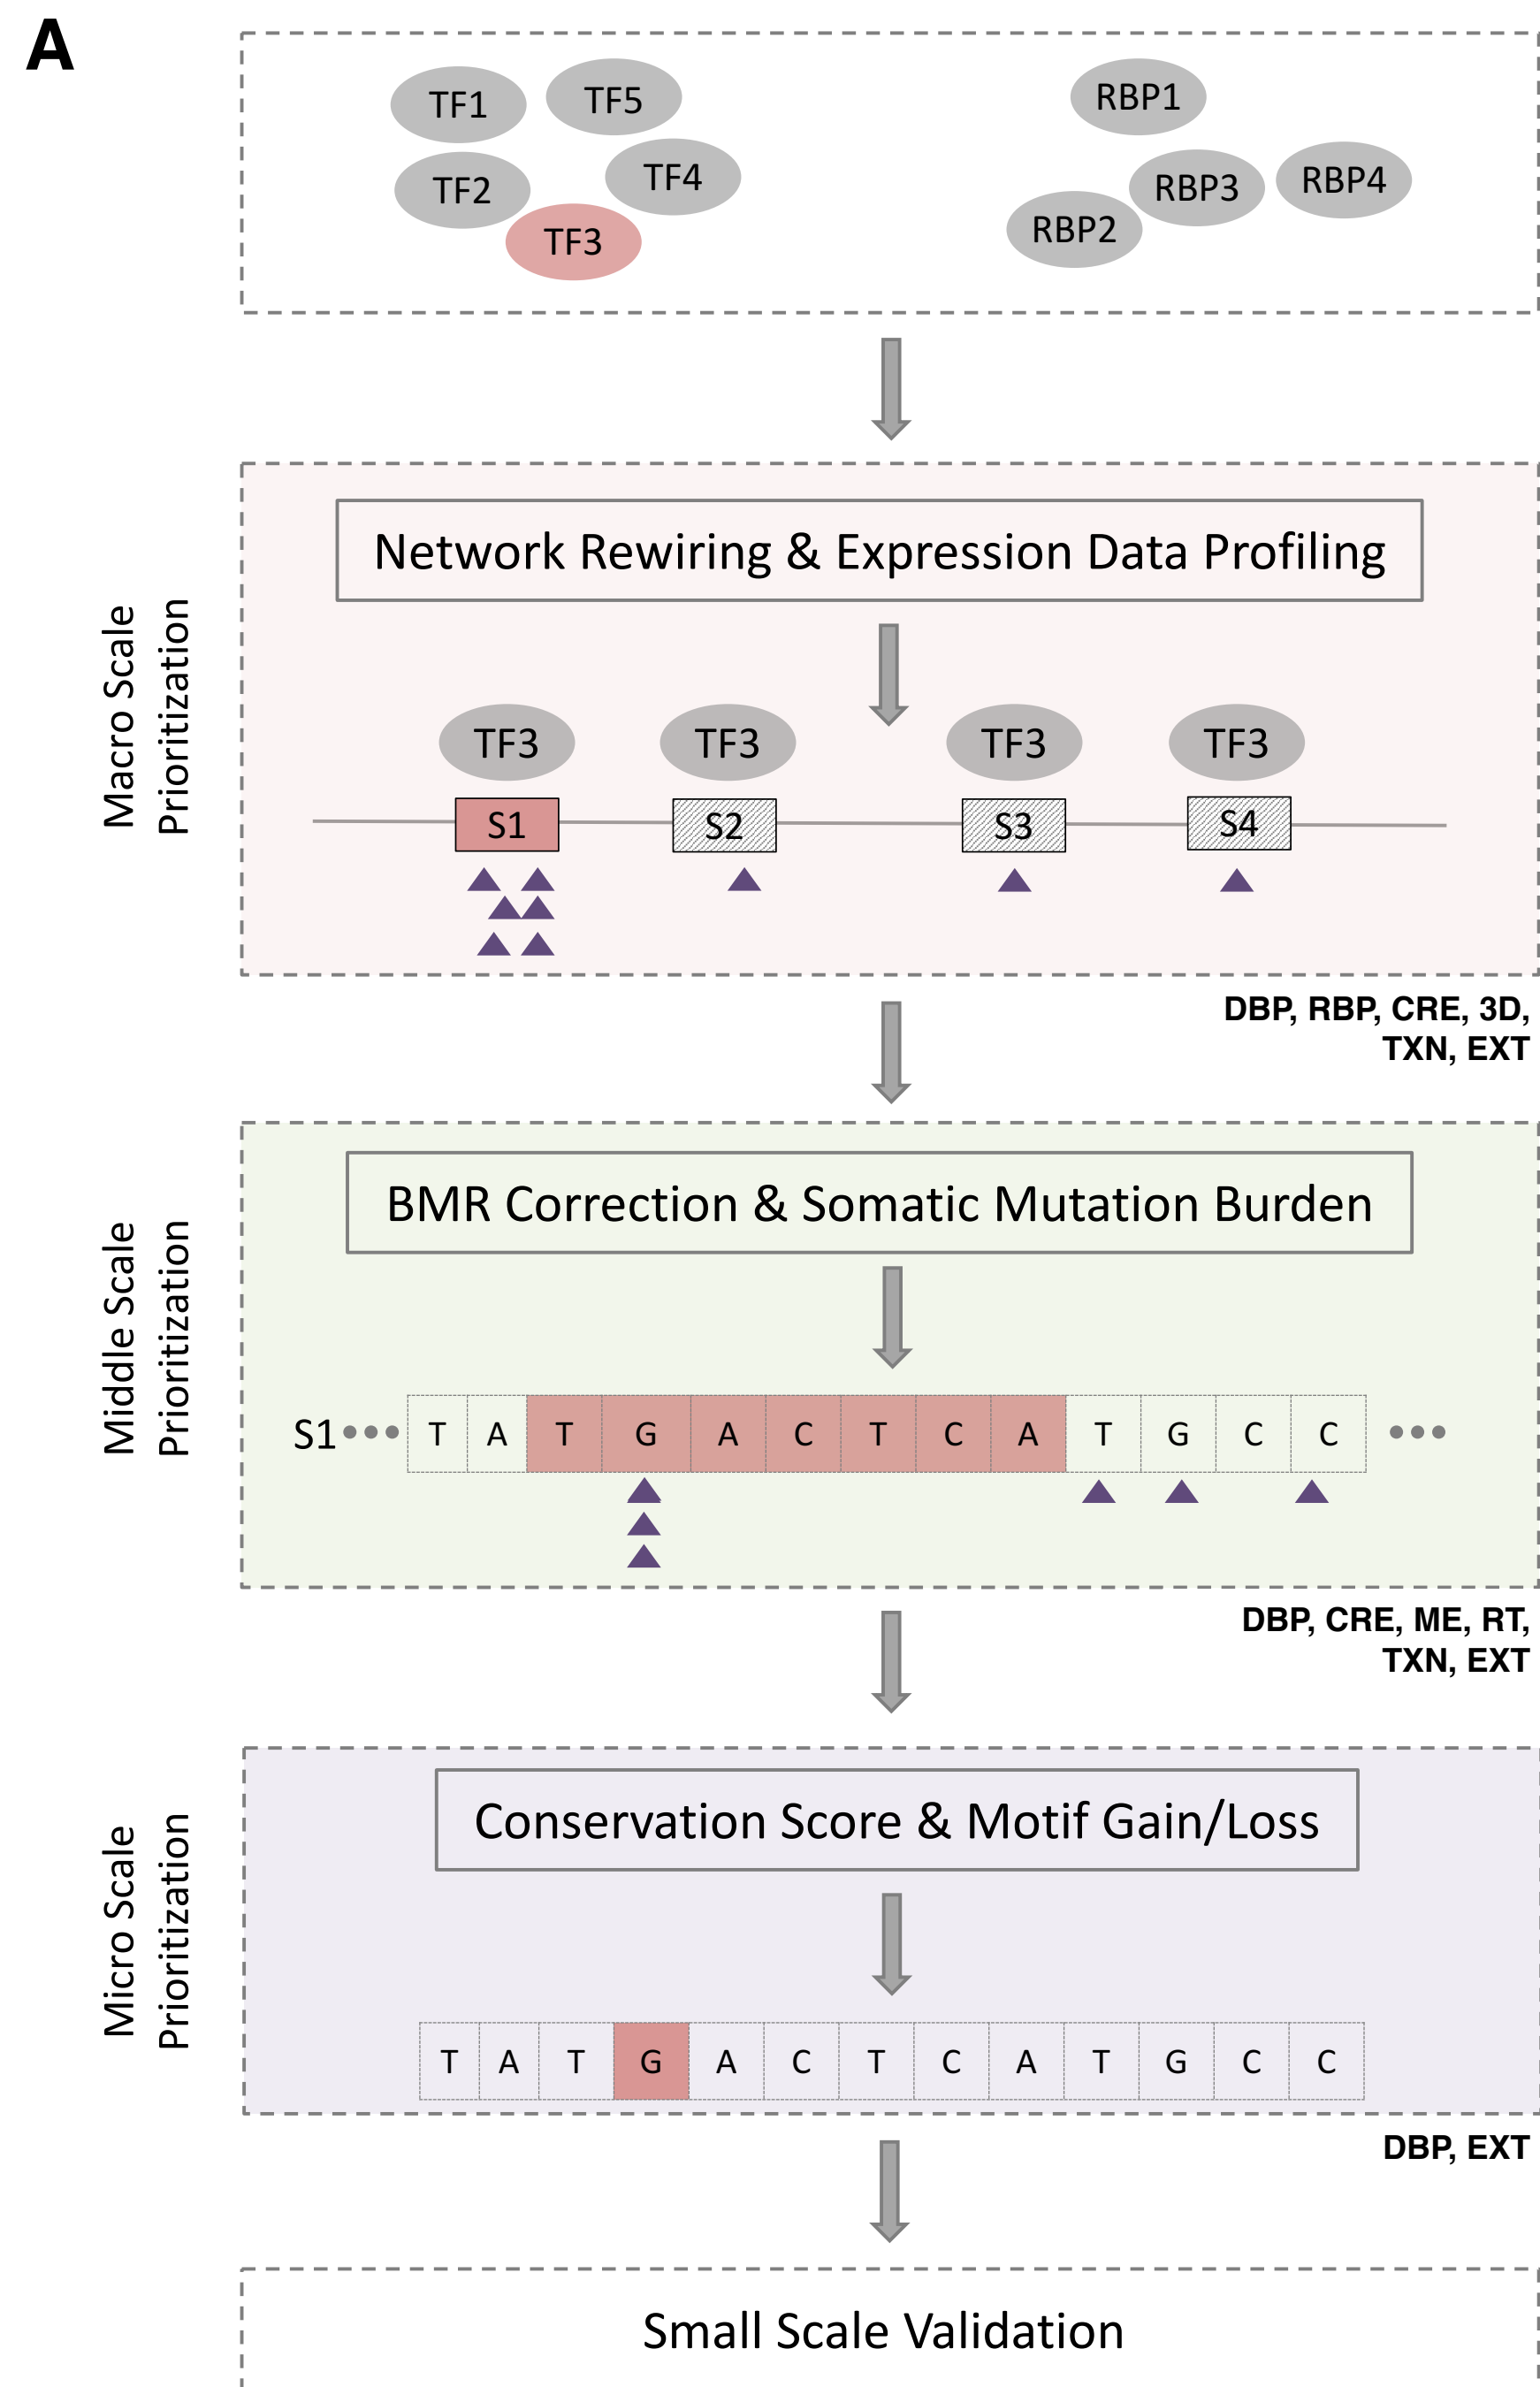 A
TF1
TF5
RBP1
TF2
TF4
RBP3
RBP4
TF3
RBP2
Macro Scale
Prioritization
Network Rewiring & Expression Data Profiling
TF3
TF3
TF3
TF3
S1
S2
S3
S4
DBP, RBP, CRE, 3D,
TXN, EXT
Middle Scale
Prioritization
BMR Correction & Somatic Mutation Burden
S1 ••• T A T G A C T C A T G C C •••
DBP, CRE, ME, RT,
TXN, EXT
Micro Scale
Prioritization
Conservation Score & Motif Gain/Loss
T A T G A C T C A T G C C
DBP, EXT
Small Scale Validation